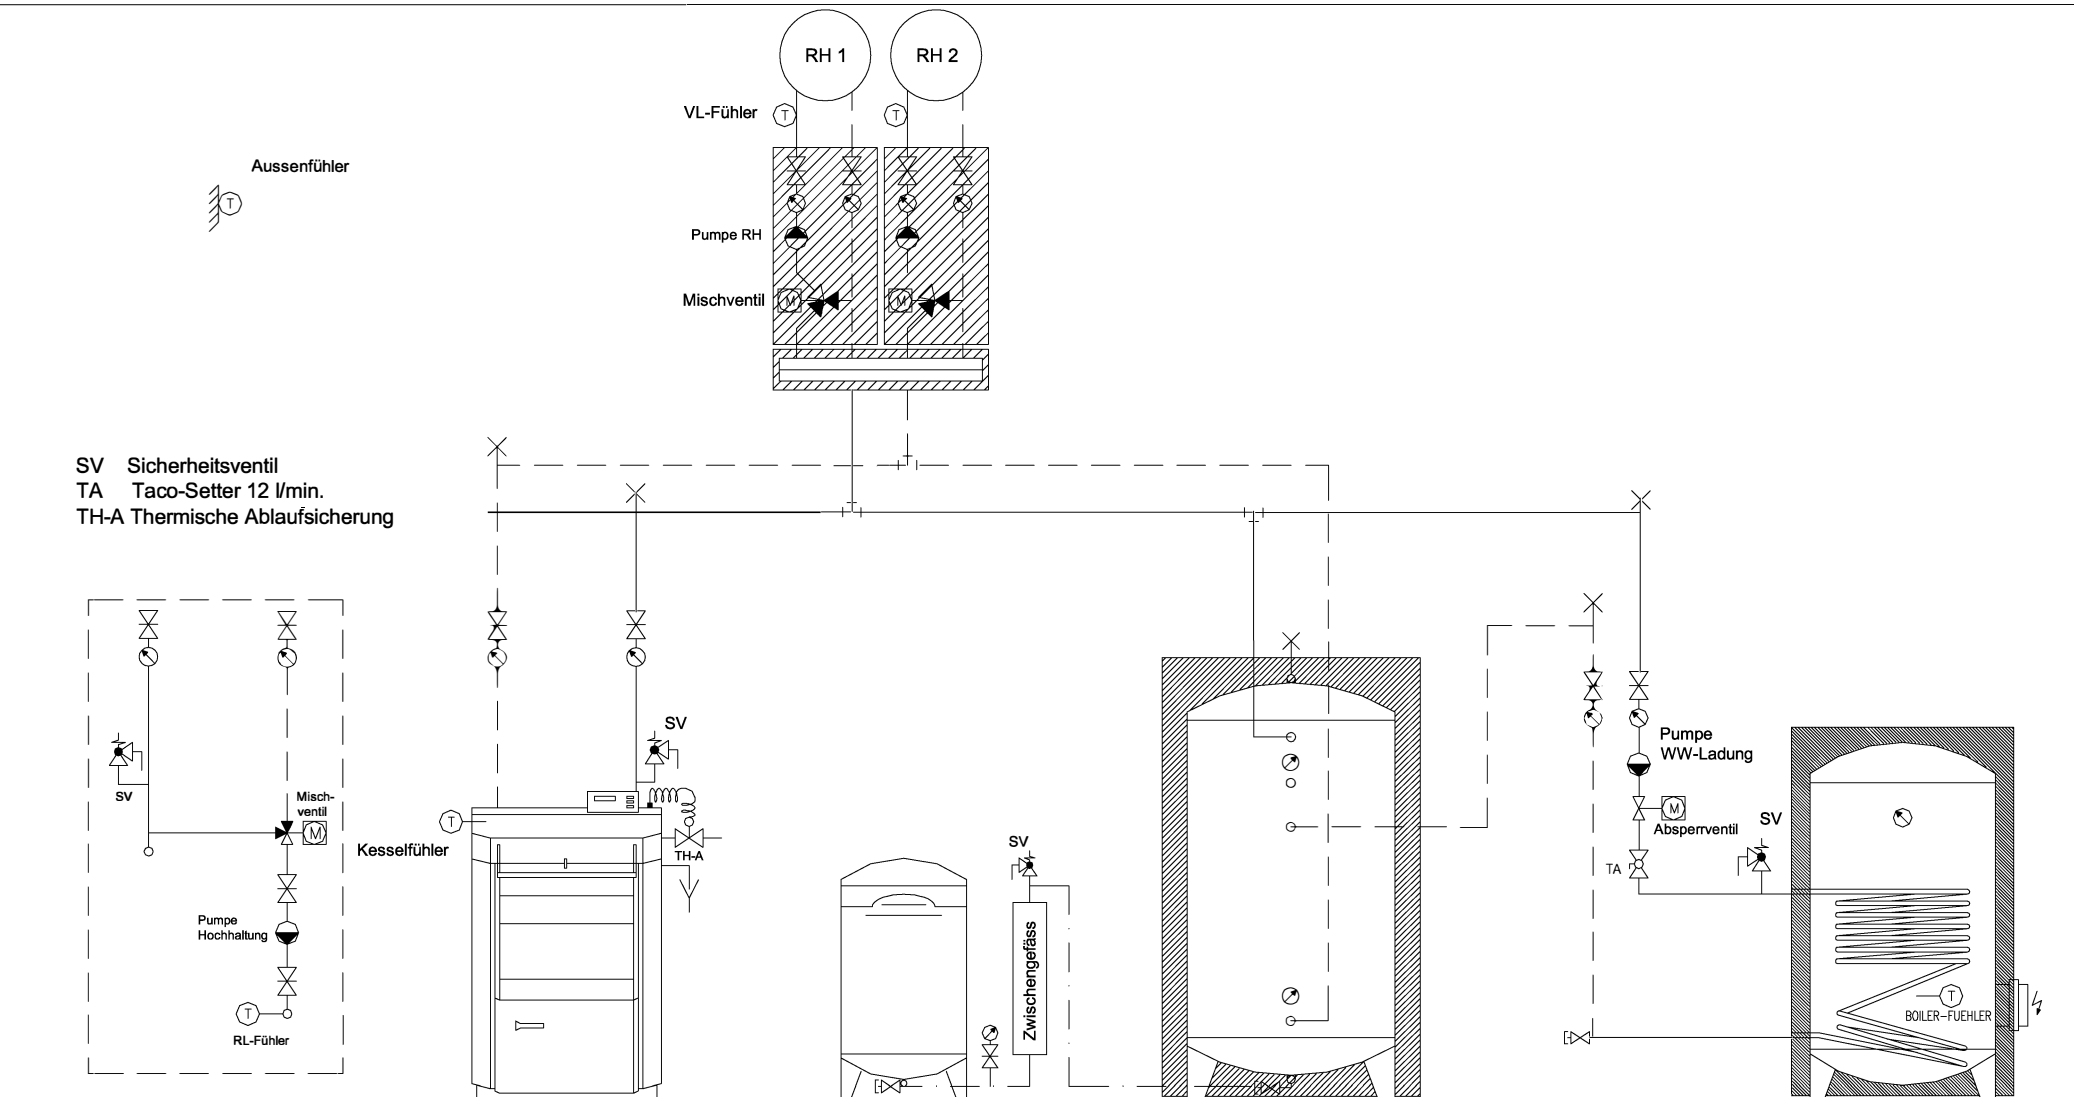 RH 1
RH 2
VL-Fühler
T
T
Aussenfühler
T
Pumpe RH
Mischventil
M
M
SV Sicherheitsventil
TA Taco-Setter 12 l/min.
TH-A Thermische Ablaufsicherung
SV
Misch-
ventil
M
Pumpe
Hochhaltung
T
RL-Fühler
T
Kesselfühler
SV
TH-A
SV
Zwischengefäss
Pumpe
WW-Ladung
M
Absperrventil
TA
SV
T
BOILER-FUEHLER